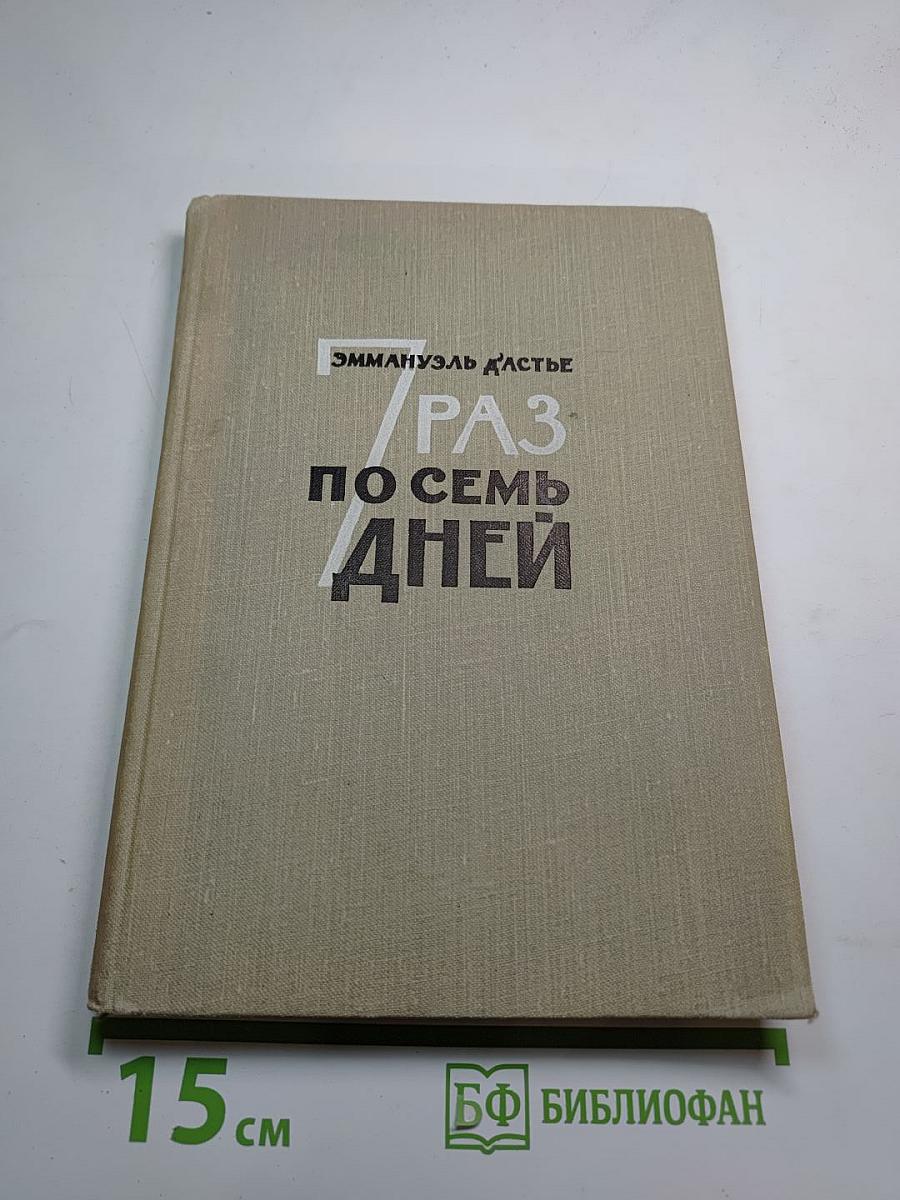 ЭММАНУЭЛЬ Д'АСТЬЕ
7 РАЗ
ПО СЕМЬ
ДНЕЙ
15 см
БФ БИБЛИОФАН